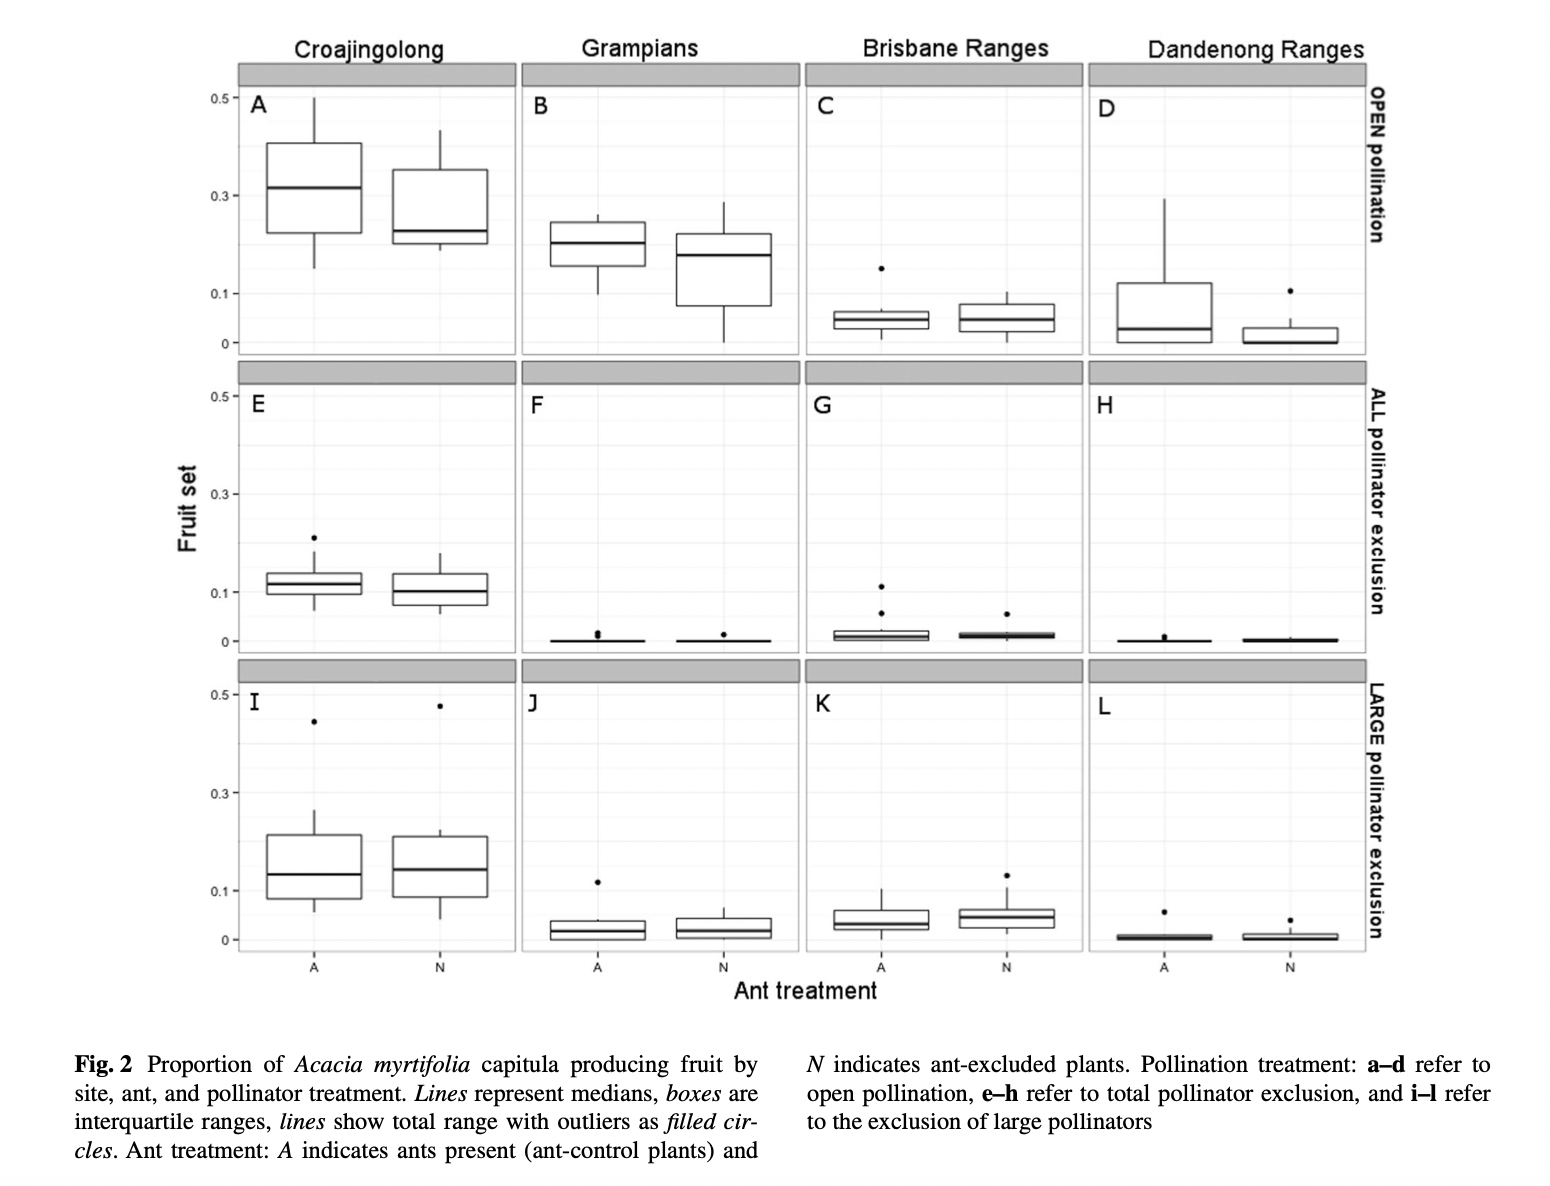 Croajingolong Grampians Brisbane Ranges Dandenong Ranges
A B C D
0.5
0.3
0.1
0
OPEN pollination
E F G H
0.5
0.3
0.1
0
ALL pollinator exclusion
Fruit set
I J K L
0.5
0.3
0.1
0
LARGE pollinator exclusion
A N A N A N A N
Ant treatment
Fig. 2 Proportion of Acacia myrtifolia capitula producing fruit by
site, ant, and pollinator treatment. Lines represent medians, boxes are
interquartile ranges, lines show total range with outliers as filled cir-
cles. Ant treatment: A indicates ants present (ant-control plants) and
N indicates ant-excluded plants. Pollination treatment: a–d refer to
open pollination, e–h refer to total pollinator exclusion, and i–l refer
to the exclusion of large pollinators